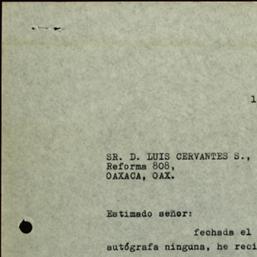 1
SR. D. LUIS CERVANTES S.,
Reforma 808,
OAXACA, OAX.
Estimado señor:
fechada el
autógrafa ninguna, he reci